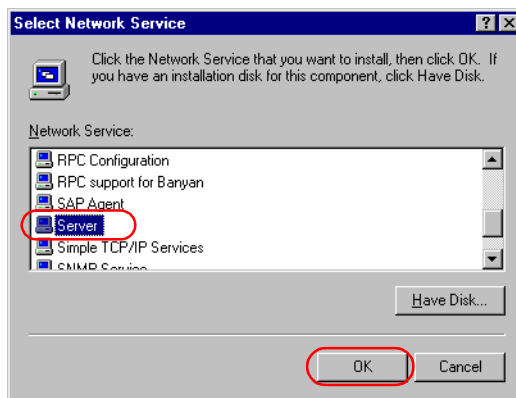 Select Network Service
Click the Network Service that you want to install, then click OK. If
you have an installation disk for this component, click Have Disk.
Network Service:
RPC Configuration
RPC support for Banyan
SAP Agent
Server
Simple TCP/IP Services
SNMP Service
Have Disk...
OK
Cancel